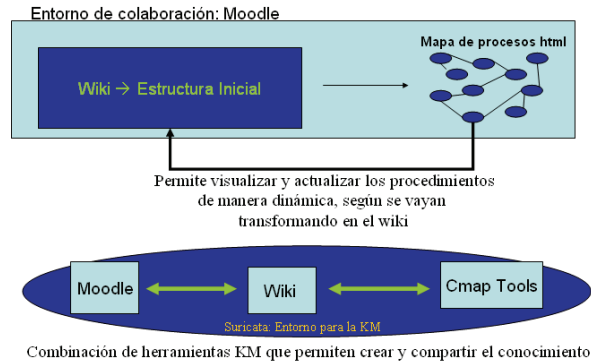 Entorno de colaboración: Moodle
Mapa de procesos html
Wiki → Estructura Inicial
Permite visualizar y actualizar los procedimientos
de manera dinámica, según se vayan
transformando en el wiki
Moodle
Wiki
Cmap Tools
Suricata: Entorno para la KM
Combinación de herramientas KM que permiten crear y compartir el conocimiento